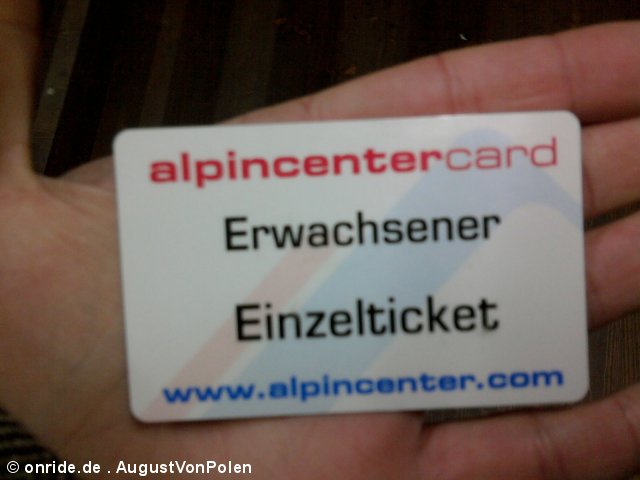 alpincentercard
Erwachsener
Einzelticket
www.alpincenter.com
© onride.de . AugustVonPolen